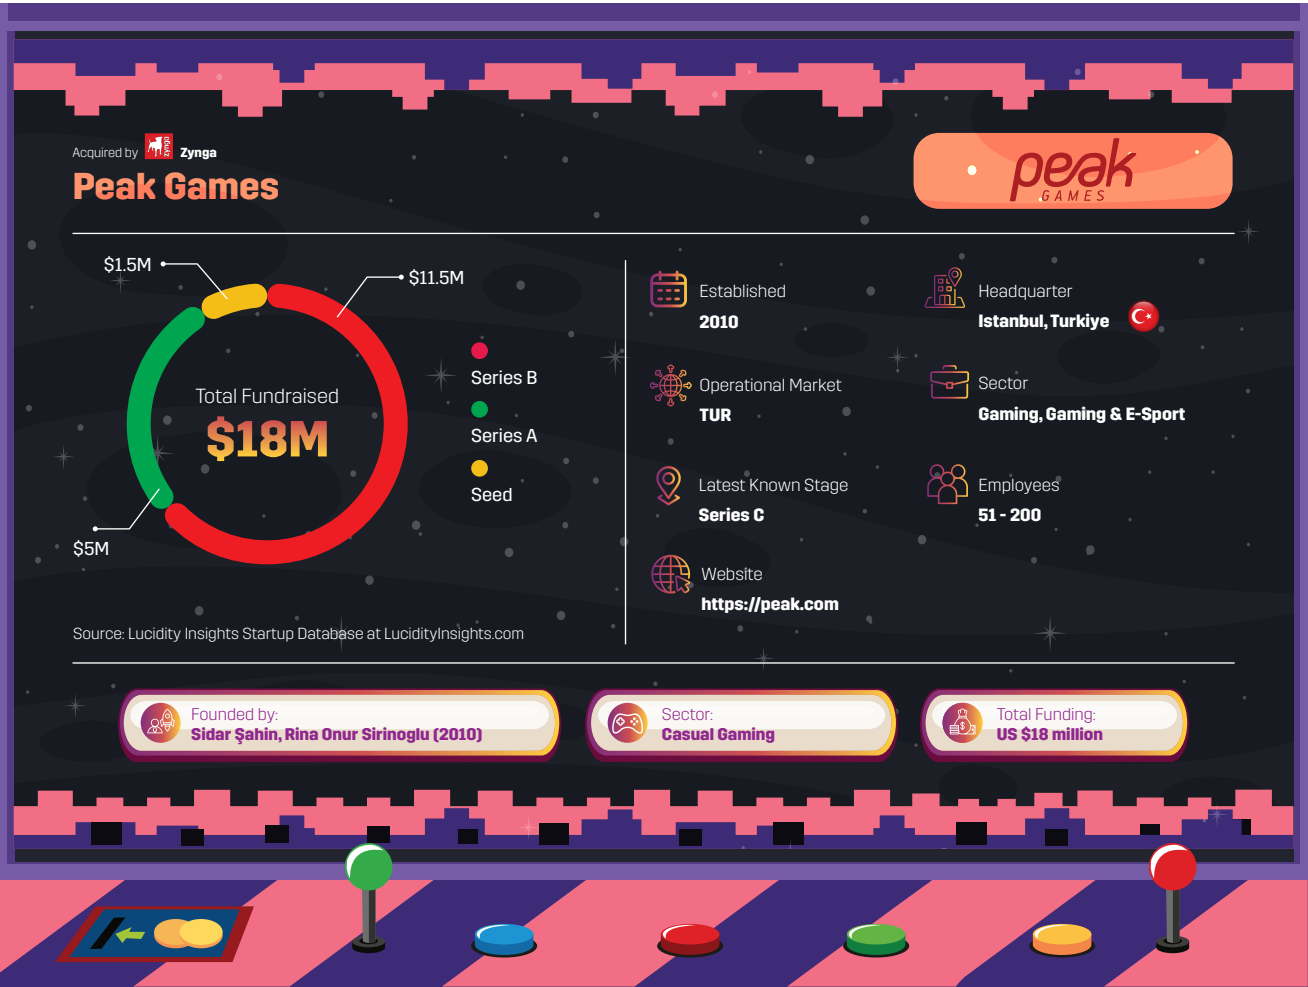 Acquired by zynga Zynga
Peak Games
peak
GAMES
$1.5M
$11.5M
Total Fundraised
$18M
$5M
Series B
Series A
Seed
Source: Lucidity Insights Startup Database at LucidityInsights.com
Established
2010
Headquarter
Istanbul, Turkiye
Operational Market
TUR
Sector
Gaming, Gaming & E-Sport
Latest Known Stage
Series C
Employees
51 - 200
Website
https://peak.com
Founded by:
Sidar Şahin, Rina Onur Sirinoglu (2010)
Sector:
Casual Gaming
Total Funding:
US $18 million